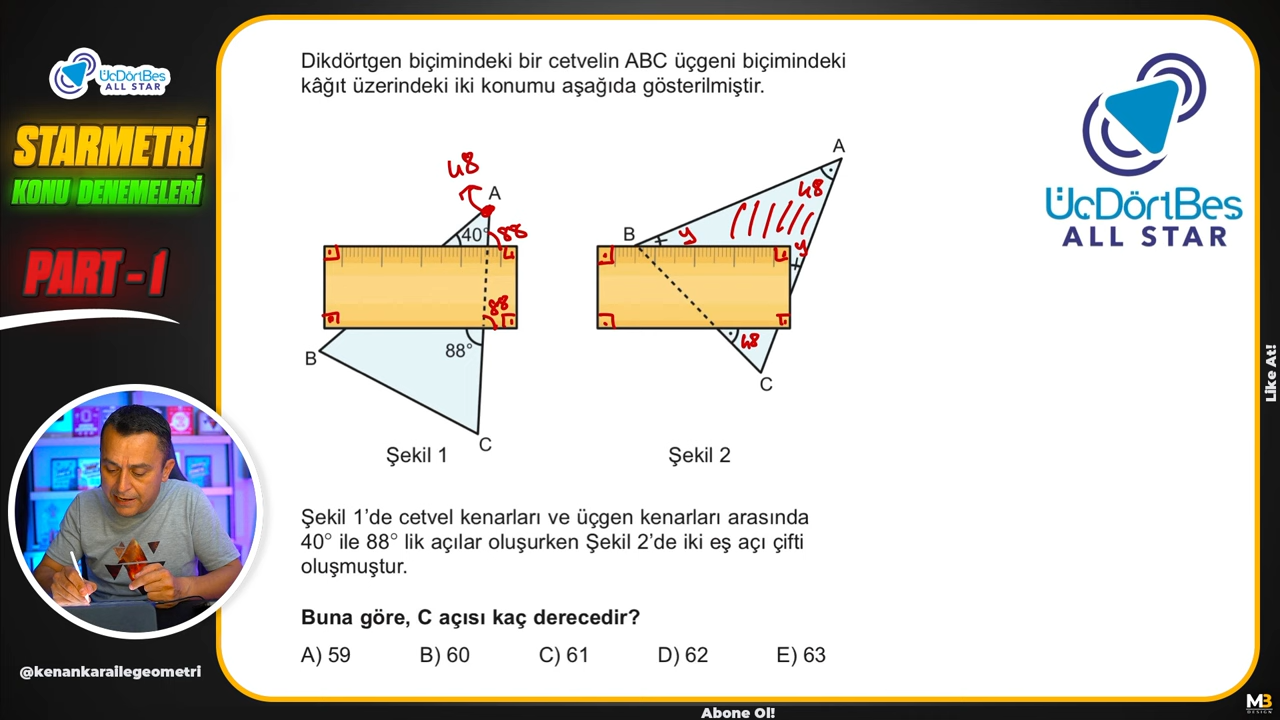 ÜçDörtBes
ALL STAR
STARMETRİ
KONU DENEMELERİ
PART - 1
@kenankarailegeometri
Dikdörtgen biçimindeki bir cetvelin ABC üçgeni biçimindeki
kâğıt üzerindeki iki konumu aşağıda gösterilmiştir.
48
A
40°
88
88
88°
B
C
Şekil 1
A
48
B
y
y
48
C
Şekil 2
Şekil 1’de cetvel kenarları ve üçgen kenarları arasında
40° ile 88° lik açılar oluşurken Şekil 2’de iki eş açı çifti
oluşmuştur.
Buna göre, C açısı kaç derecedir?
A) 59 B) 60 C) 61 D) 62 E) 63
ÜçDörtBes
ALL STAR
Like At!
Abone Ol!
MB
DESIGN